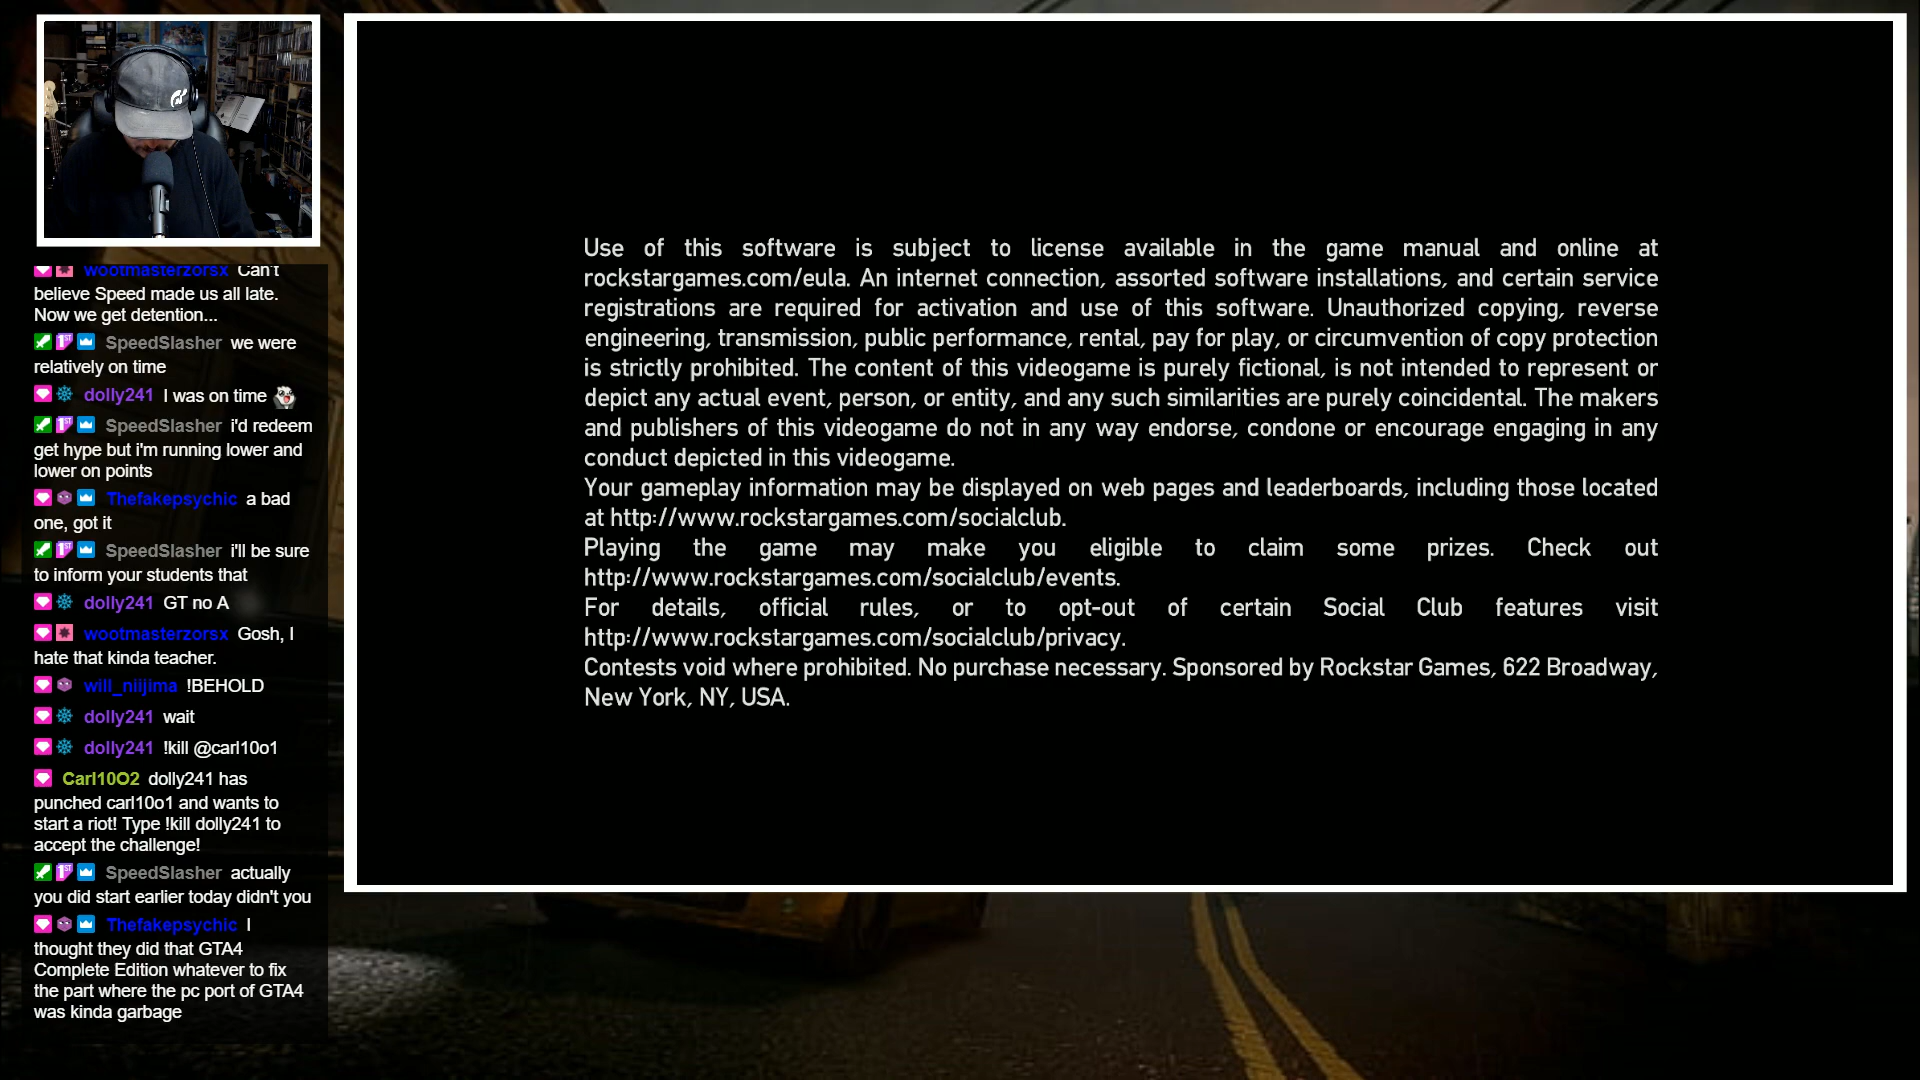 wootmasterzorsx Can't
believe Speed made us all late.
Now we get detention...
SpeedSlasher we were
relatively on time
dolly241 I was on time
SpeedSlasher i'd redeem
get hype but i'm running lower and
lower on points
Thefakepsychic a bad
one, got it
SpeedSlasher i'll be sure
to inform your students that
dolly241 GT no A
wootmasterzorsx Gosh, I
hate that kinda teacher.
will_niijima !BEHOLD
dolly241 wait
dolly241 !kill @carl10o1
Carl10O2 dolly241 has
punched carl10o1 and wants to
start a riot! Type !kill dolly241 to
accept the challenge!
SpeedSlasher actually
you did start earlier today didn't you
Thefakepsychic I
thought they did that GTA4
Complete Edition whatever to fix
the part where the pc port of GTA4
was kinda garbage
Use of this software is subject to license available in the game manual and online at
rockstargames.com/eula. An internet connection, assorted software installations, and certain service
registrations are required for activation and use of this software. Unauthorized copying, reverse
engineering, transmission, public performance, rental, pay for play, or circumvention of copy protection
is strictly prohibited. The content of this videogame is purely fictional, is not intended to represent or
depict any actual event, person, or entity, and any such similarities are purely coincidental. The makers
and publishers of this videogame do not in any way endorse, condone or encourage engaging in any
conduct depicted in this videogame.
Your gameplay information may be displayed on web pages and leaderboards, including those located
at http://www.rockstargames.com/socialclub.
Playing the game may make you eligible to claim some prizes. Check out
http://www.rockstargames.com/socialclub/events.
For details, official rules, or to opt-out of certain Social Club features visit
http://www.rockstargames.com/socialclub/privacy.
Contests void where prohibited. No purchase necessary. Sponsored by Rockstar Games, 622 Broadway,
New York, NY, USA.